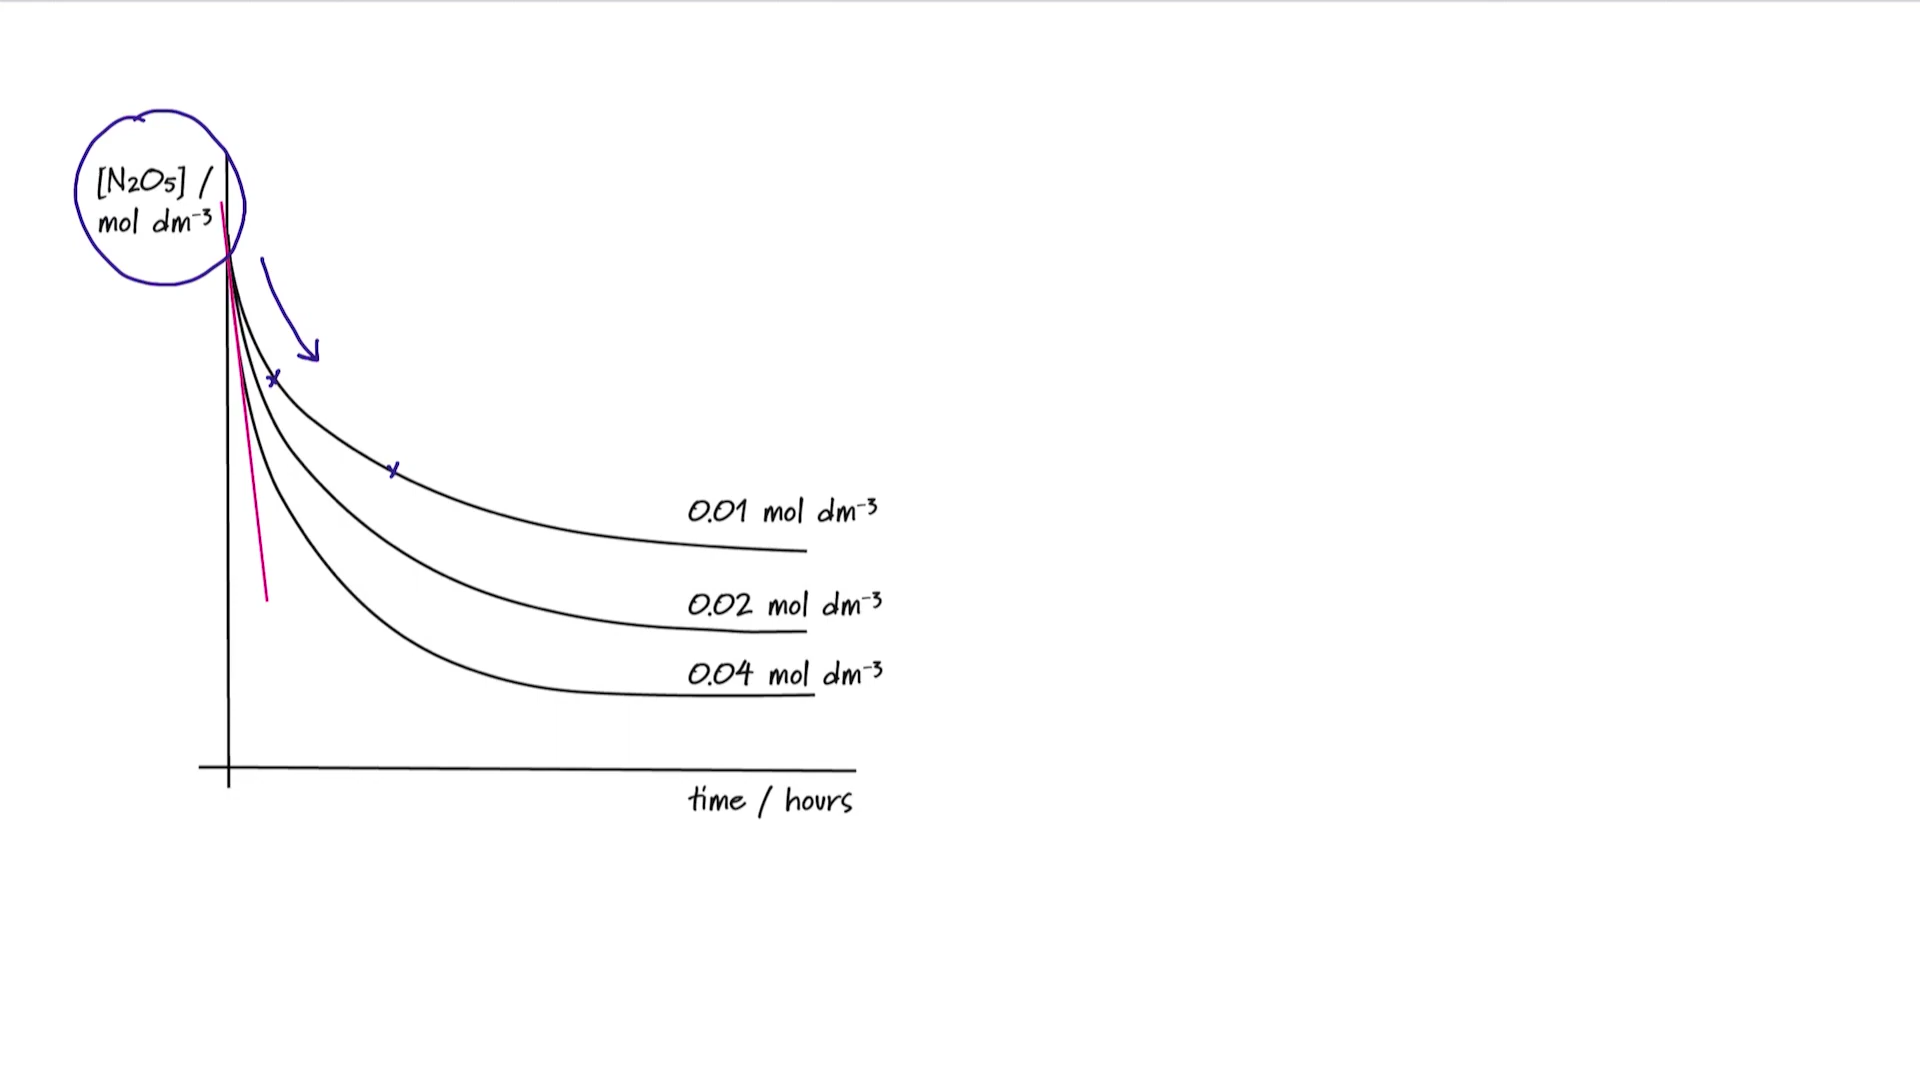 [N₂O₅] /
mol dm⁻³
0.01 mol dm⁻³
0.02 mol dm⁻³
0.04 mol dm⁻³
time / hours